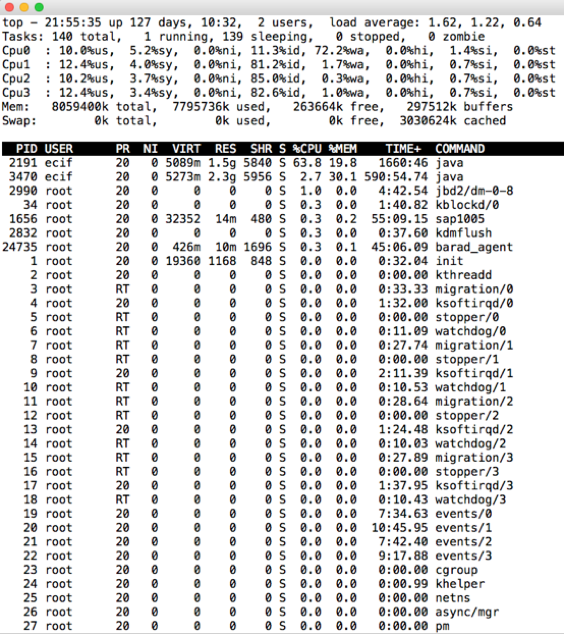 top - 21:55:35 up 127 days, 10:32,  2 users,  load average: 1.62, 1.22, 0.64
Tasks: 140 total,   1 running, 139 sleeping,   0 stopped,   0 zombie
Cpu0  : 10.0%us,  5.2%sy,  0.0%ni, 11.3%id, 72.2%wa,  0.0%hi,  1.4%si,  0.0%st
Cpu1  : 12.4%us,  4.0%sy,  0.0%ni, 81.2%id,  1.7%wa,  0.0%hi,  0.7%si,  0.0%st
Cpu2  : 10.2%us,  3.7%sy,  0.0%ni, 85.0%id,  0.3%wa,  0.0%hi,  0.7%si,  0.0%st
Cpu3  : 12.4%us,  3.4%sy,  0.0%ni, 82.6%id,  1.0%wa,  0.0%hi,  0.7%si,  0.0%st
Mem:   8059400k total,  7795736k used,   263664k free,   297512k buffers
Swap:        0k total,        0k used,        0k free,  3030624k cached
PID USER      PR  NI  VIRT  RES  SHR S %CPU %MEM    TIME+  COMMAND
2191 ecif      20   0 5089m 1.5g 5840 S 63.8 19.8   1660:46 java
3470 ecif      20   0 5273m 2.3g 5956 S  2.7 30.1 590:54.74 java
2990 root      20   0     0    0    0 S  1.0  0.0   4:42.54 jbd2/dm-0-8
34 root      20   0     0    0    0 S  0.3  0.0   1:40.82 kblockd/0
1656 root      20   0 32352  14m  480 S  0.3  0.2  55:09.15 sap1005
2832 root      20   0     0    0    0 S  0.3  0.0   0:37.60 kdmflush
24735 root      20   0  426m  10m 1696 S  0.3  0.1  45:06.09 barad_agent
1 root      20   0 19360 1168  848 S  0.0  0.0   0:32.04 init
2 root      20   0     0    0    0 S  0.0  0.0   0:00.00 kthreadd
3 root      RT   0     0    0    0 S  0.0  0.0   0:33.33 migration/0
4 root      20   0     0    0    0 S  0.0  0.0   1:32.00 ksoftirqd/0
5 root      RT   0     0    0    0 S  0.0  0.0   0:00.00 stopper/0
6 root      RT   0     0    0    0 S  0.0  0.0   0:11.09 watchdog/0
7 root      RT   0     0    0    0 S  0.0  0.0   0:27.74 migration/1
8 root      RT   0     0    0    0 S  0.0  0.0   0:00.00 stopper/1
9 root      20   0     0    0    0 S  0.0  0.0   2:11.39 ksoftirqd/1
10 root      RT   0     0    0    0 S  0.0  0.0   0:10.53 watchdog/1
11 root      RT   0     0    0    0 S  0.0  0.0   0:28.64 migration/2
12 root      RT   0     0    0    0 S  0.0  0.0   0:00.00 stopper/2
13 root      20   0     0    0    0 S  0.0  0.0   1:24.48 ksoftirqd/2
14 root      RT   0     0    0    0 S  0.0  0.0   0:10.03 watchdog/2
15 root      RT   0     0    0    0 S  0.0  0.0   0:27.89 migration/3
16 root      RT   0     0    0    0 S  0.0  0.0   0:00.00 stopper/3
17 root      20   0     0    0    0 S  0.0  0.0   1:37.95 ksoftirqd/3
18 root      RT   0     0    0    0 S  0.0  0.0   0:10.43 watchdog/3
19 root      20   0     0    0    0 S  0.0  0.0   7:34.63 events/0
20 root      20   0     0    0    0 S  0.0  0.0  10:45.95 events/1
21 root      20   0     0    0    0 S  0.0  0.0   7:42.40 events/2
22 root      20   0     0    0    0 S  0.0  0.0   9:17.88 events/3
23 root      20   0     0    0    0 S  0.0  0.0   0:00.00 cgroup
24 root      20   0     0    0    0 S  0.0  0.0   0:00.99 khelper
25 root      20   0     0    0    0 S  0.0  0.0   0:00.00 netns
26 root      20   0     0    0    0 S  0.0  0.0   0:00.00 async/mgr
27 root      20   0     0    0    0 S  0.0  0.0   0:00.00 pm